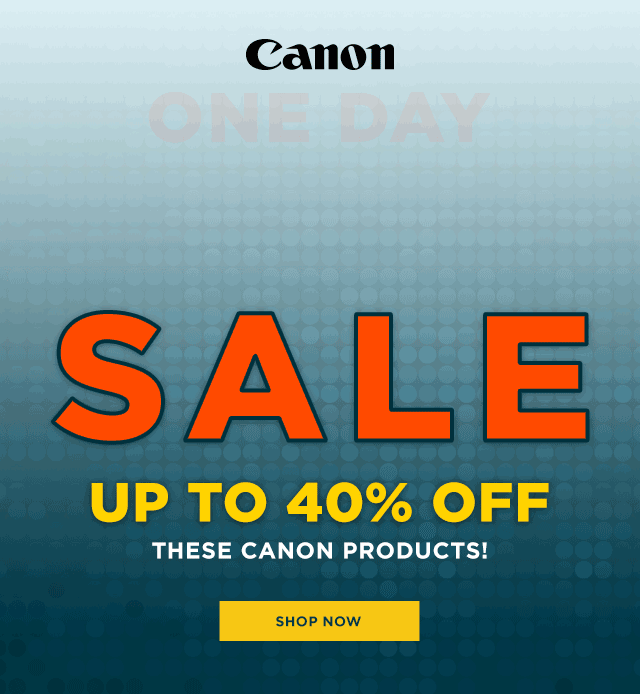 Canon
ONE DAY
SALE
UP TO 40% OFF
THESE CANON PRODUCTS!
SHOP NOW